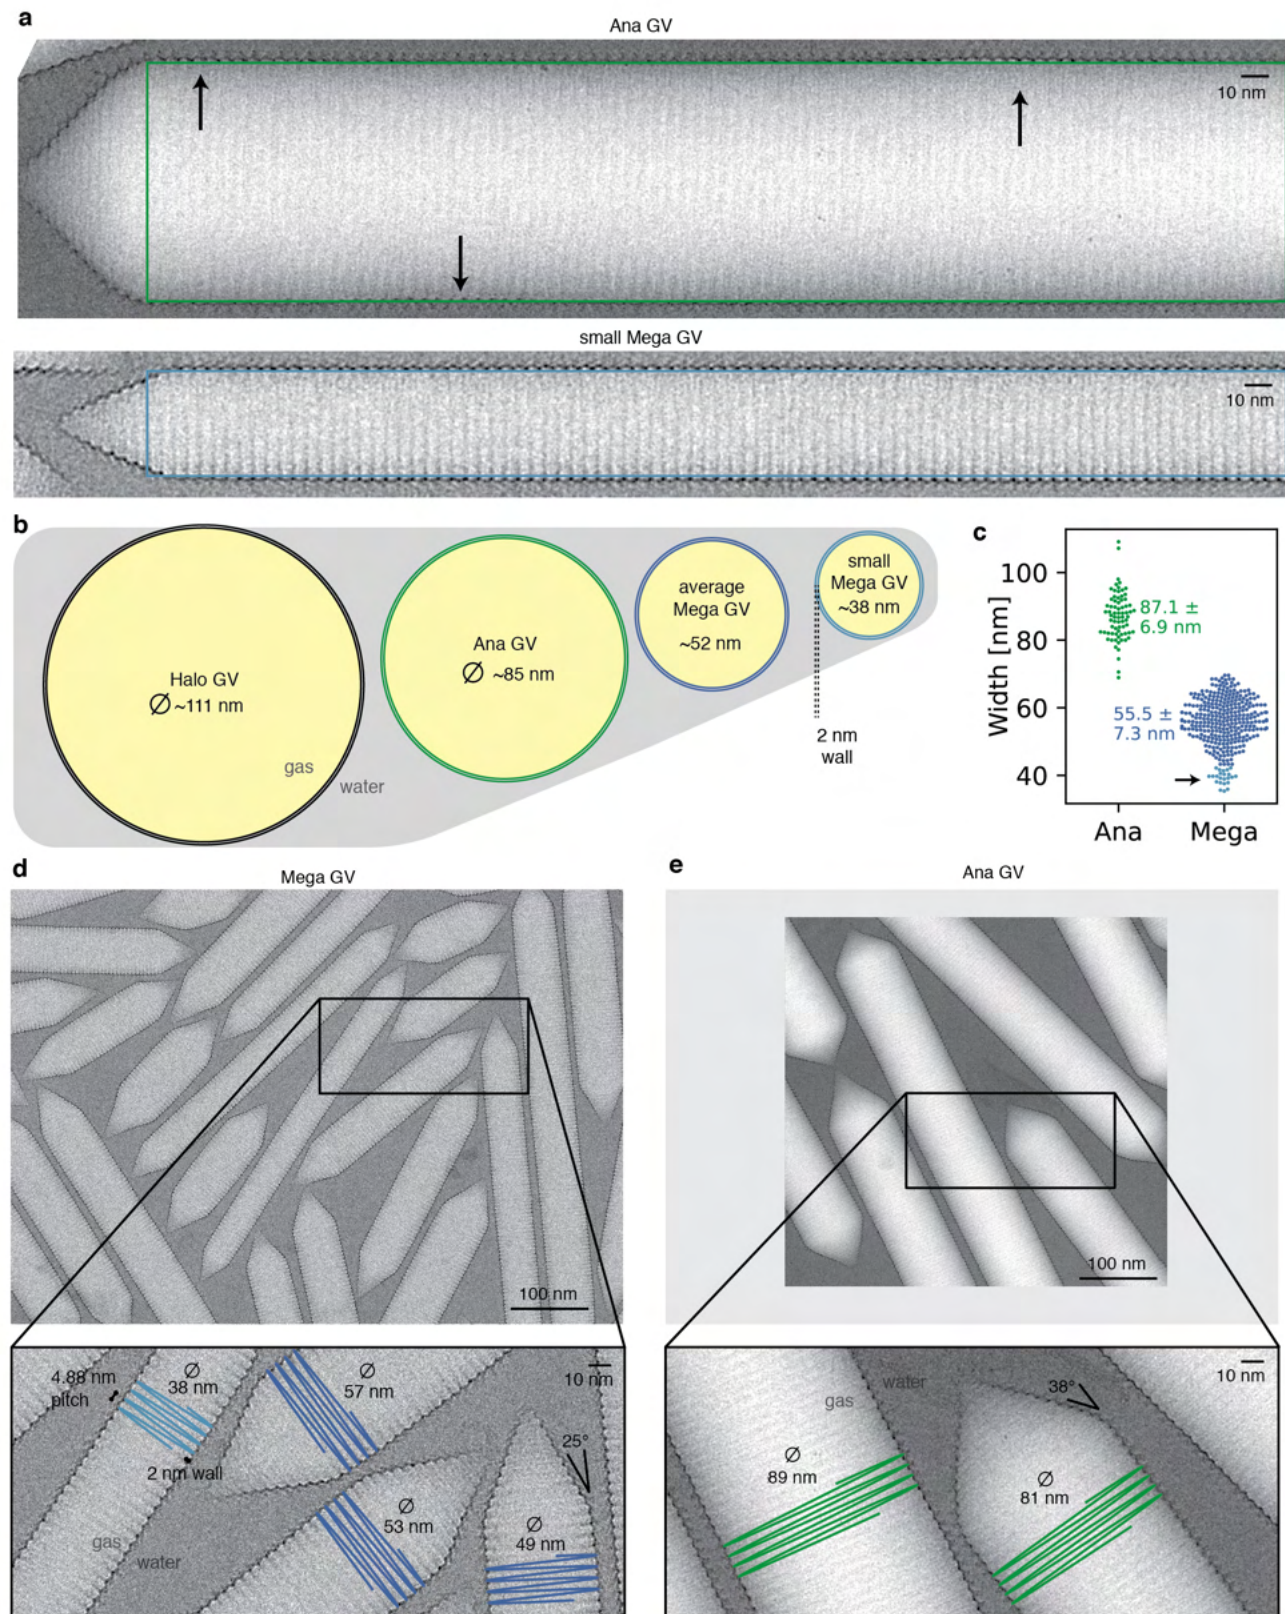 a
Ana GV
10 nm
small Mega GV
10 nm
b
Halo GV
∅ ~111 nm
gas
water
Ana GV
∅ ~85 nm
average
Mega GV
~52 nm
small
Mega GV
~38 nm
2 nm
wall
c
Width [nm]
100
80
60
40
87.1 ±
6.9 nm
55.5 ±
7.3 nm
Ana
Mega
d
Mega GV
100 nm
4.88 nm
pitch
∅
38 nm
∅
57 nm
10 nm
2 nm wall
25°
∅
53 nm
∅
49 nm
gas
water
e
Ana GV
100 nm
water
gas
38°
10 nm
∅
89 nm
∅
81 nm